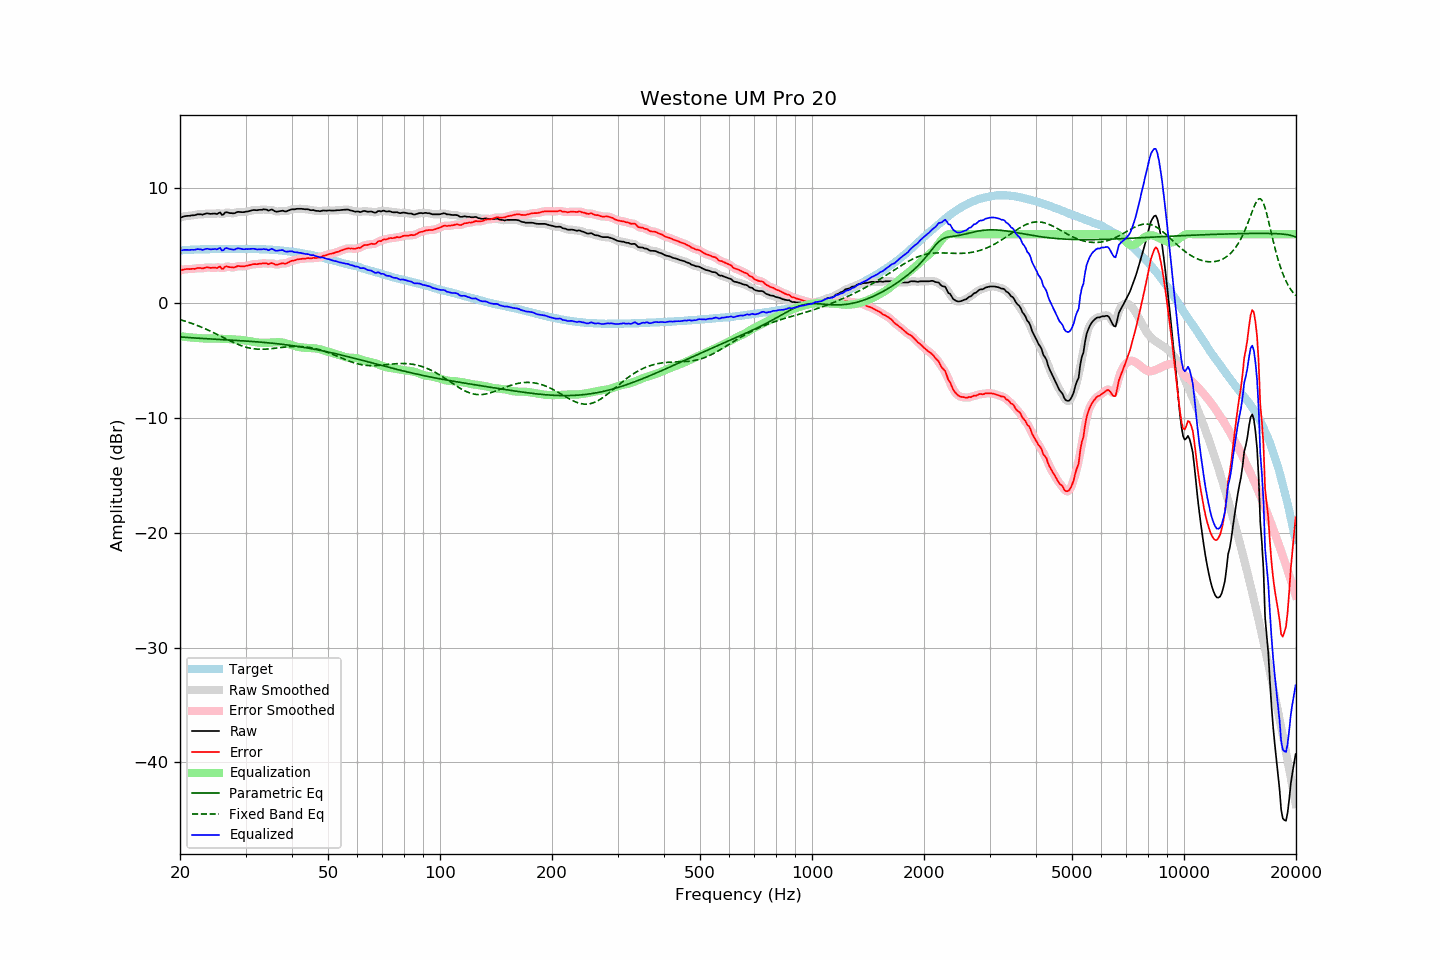 Westone UM Pro 20
Amplitude (dBr)
10
0
−10
−20
−30
−40
Target
Raw Smoothed
Error Smoothed
Raw
Error
Equalization
Parametric Eq
Fixed Band Eq
Equalized
20 50 100 200 500 1000 2000 5000 10000 20000
Frequency (Hz)